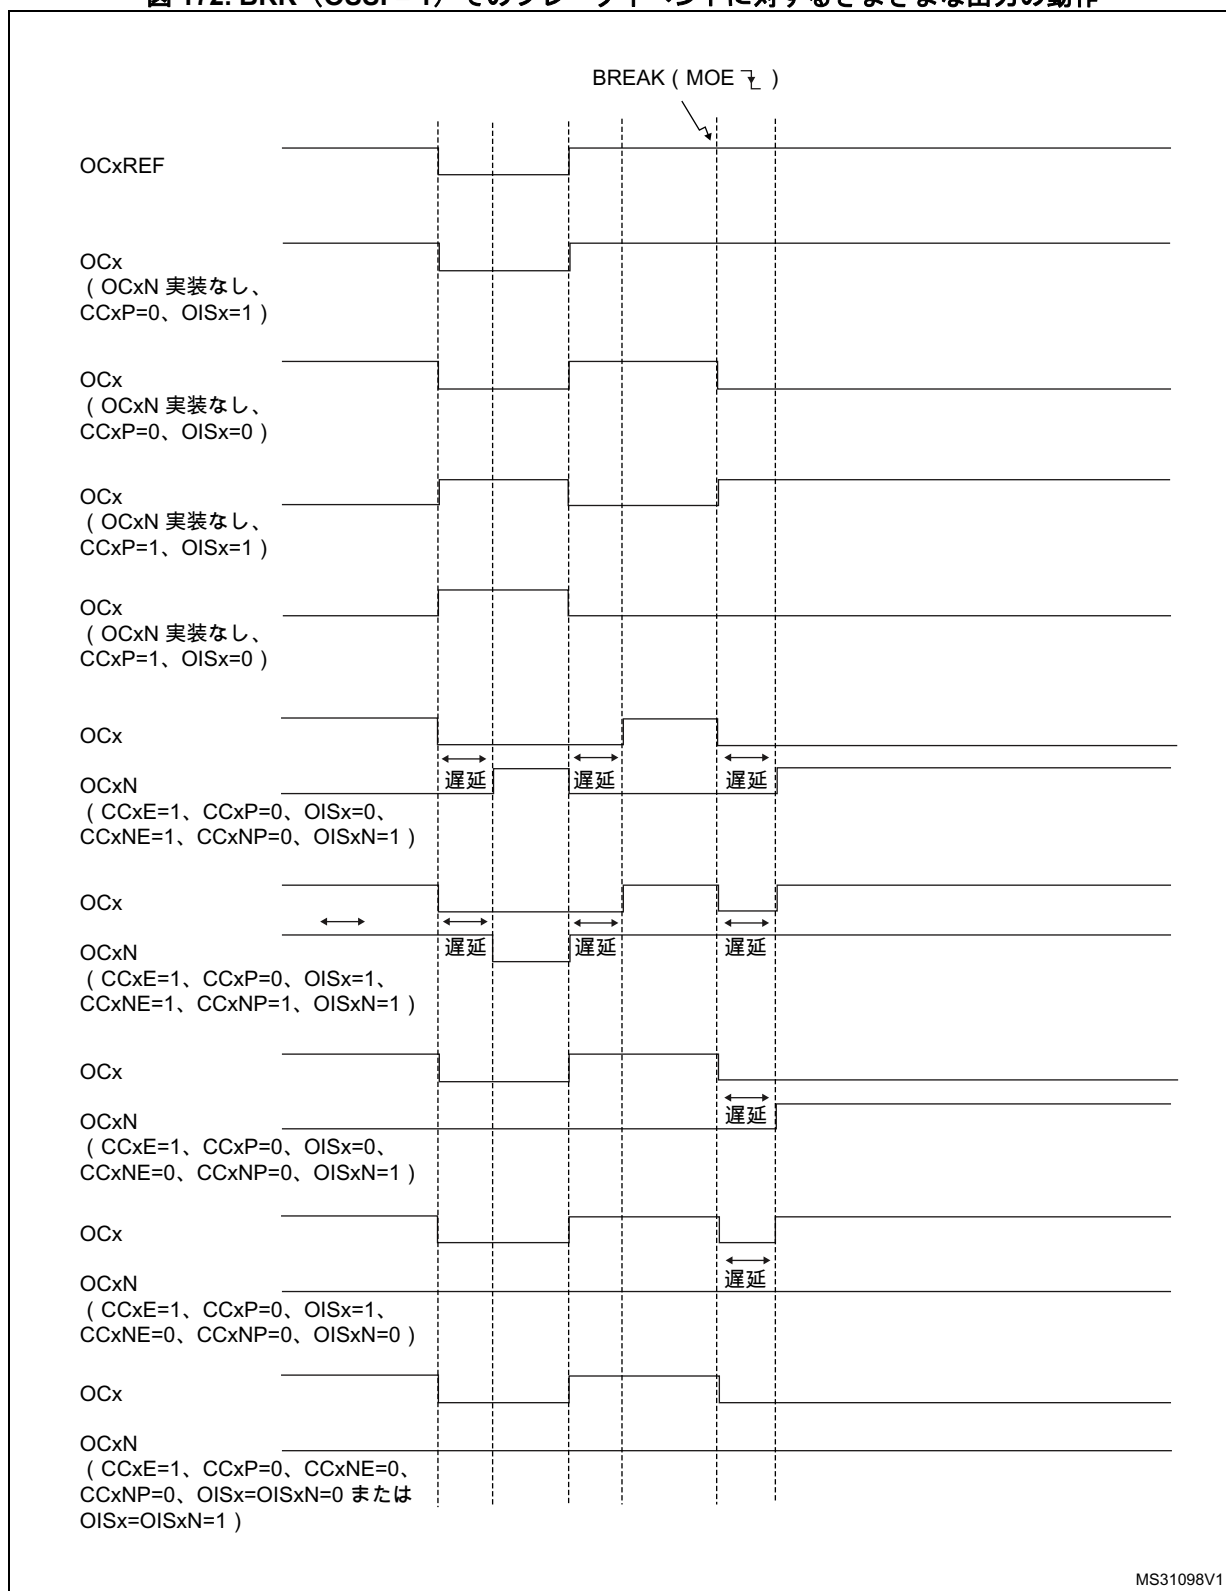 BREAK ( MOE )
OCxREF
OCx
( OCxN 実装なし、
CCxP=0、OISx=1 )
OCx
( OCxN 実装なし、
CCxP=0、OISx=0 )
OCx
( OCxN 実装なし、
CCxP=1、OISx=1 )
OCx
( OCxN 実装なし、
CCxP=1、OISx=0 )
OCx
遅延 遅延 遅延
OCxN
( CCxE=1、CCxP=0、OISx=0、
CCxNE=1、CCxNP=0、OISxN=1 )
OCx
遅延 遅延 遅延
OCxN
( CCxE=1、CCxP=0、OISx=1、
CCxNE=1、CCxNP=1、OISxN=1 )
OCx
遅延
OCxN
( CCxE=1、CCxP=0、OISx=0、
CCxNE=0、CCxNP=0、OISxN=1 )
OCx
遅延
OCxN
( CCxE=1、CCxP=0、OISx=1、
CCxNE=0、CCxNP=0、OISxN=0 )
OCx
OCxN
( CCxE=1、CCxP=0、CCxNE=0、
CCxNP=0、OISx=OISxN=0 または
OISx=OISxN=1 )
MS31098V1